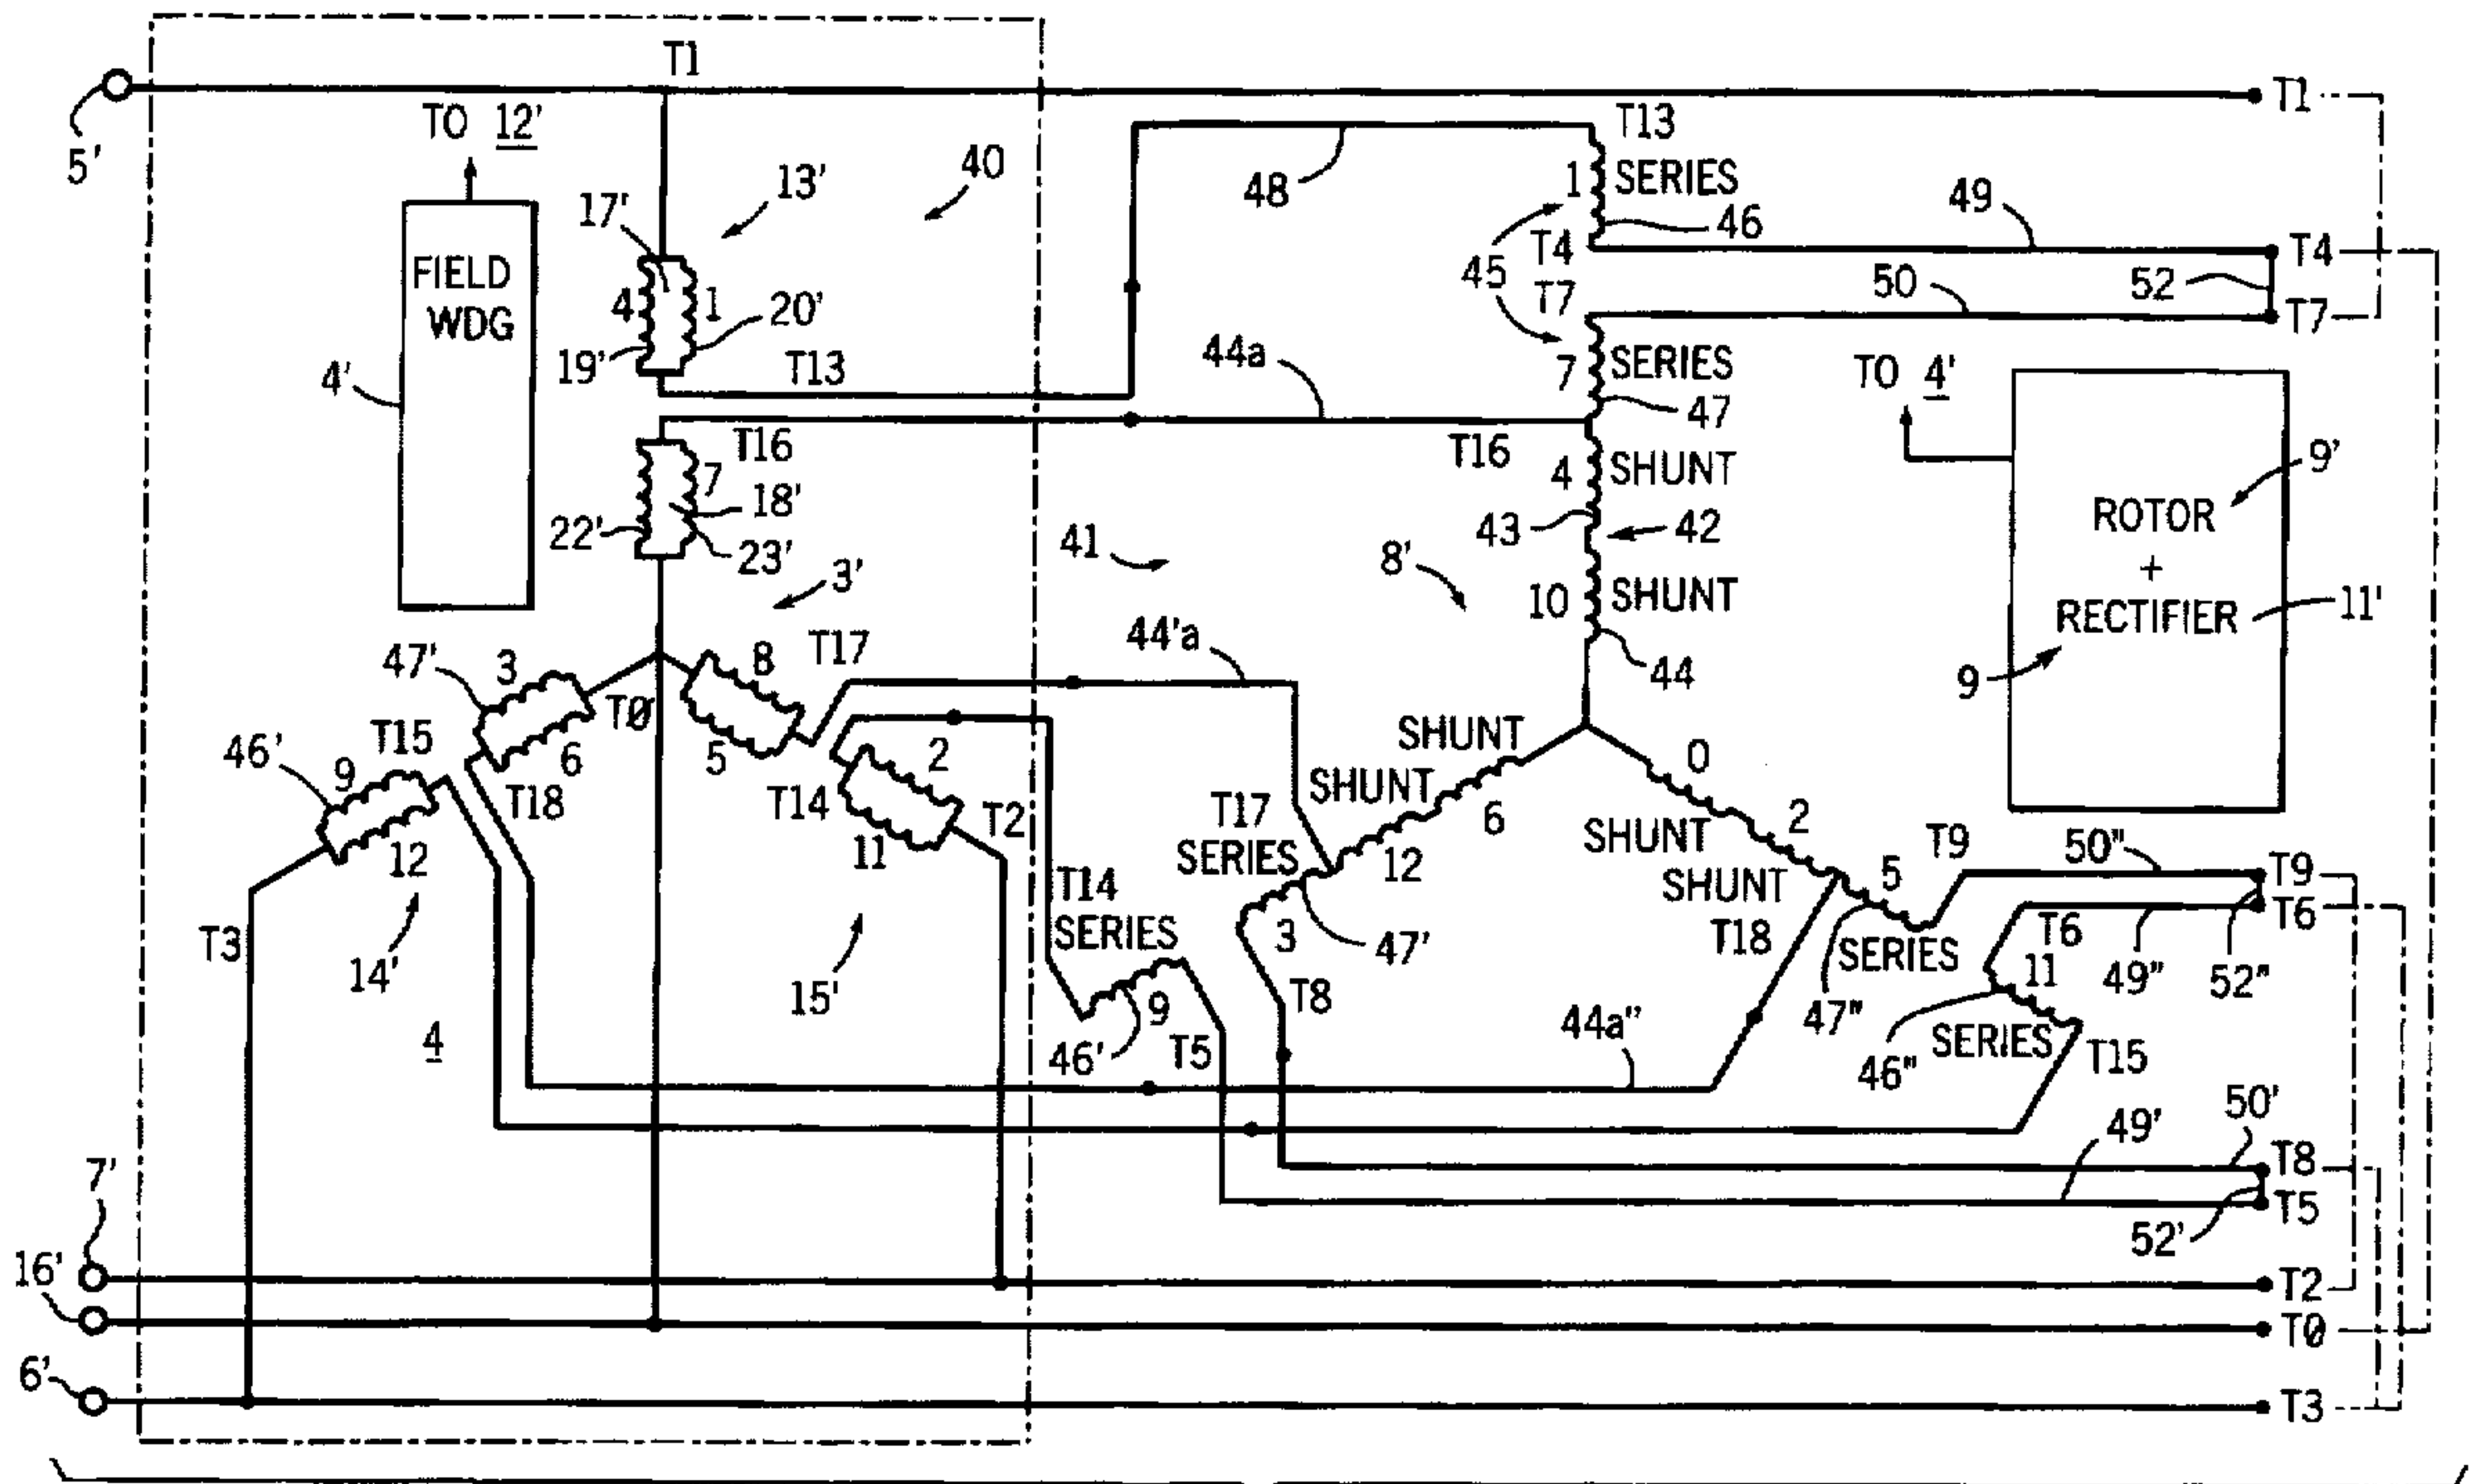 T1
T1
5'
TO 12'
T13
40
13'
17'
48
1
SERIES
49
46
FIELD
WDG
4
1
20'
45
T4
T4
T7
50
52
T7
19'
T13
44a
7
SERIES
TO 4'
4'
47
T16
T16
4
SHUNT
9'
7
18'
22'
23'
43
42
ROTOR
+
RECTIFIER
11'
41
8'
3'
10
SHUNT
47'
3
8
T17
44'a
44
9
T0
SHUNT
0
46'
T15
9
6
5
2
SHUNT
T18
T14
T2
T17
SERIES
6
2
SHUNT
T9
50"
T9
12
11
12
SHUNT
5
T6
T14
SERIES
T3
3
47'
T18
SERIES
T6
11
49"
52"
14'
15'
T8
47"
4
9
44a"
SERIES
46'
T5
46"
T15
50'
49'
T8
7'
T5
52'
16'
T2
T0
6'
T3